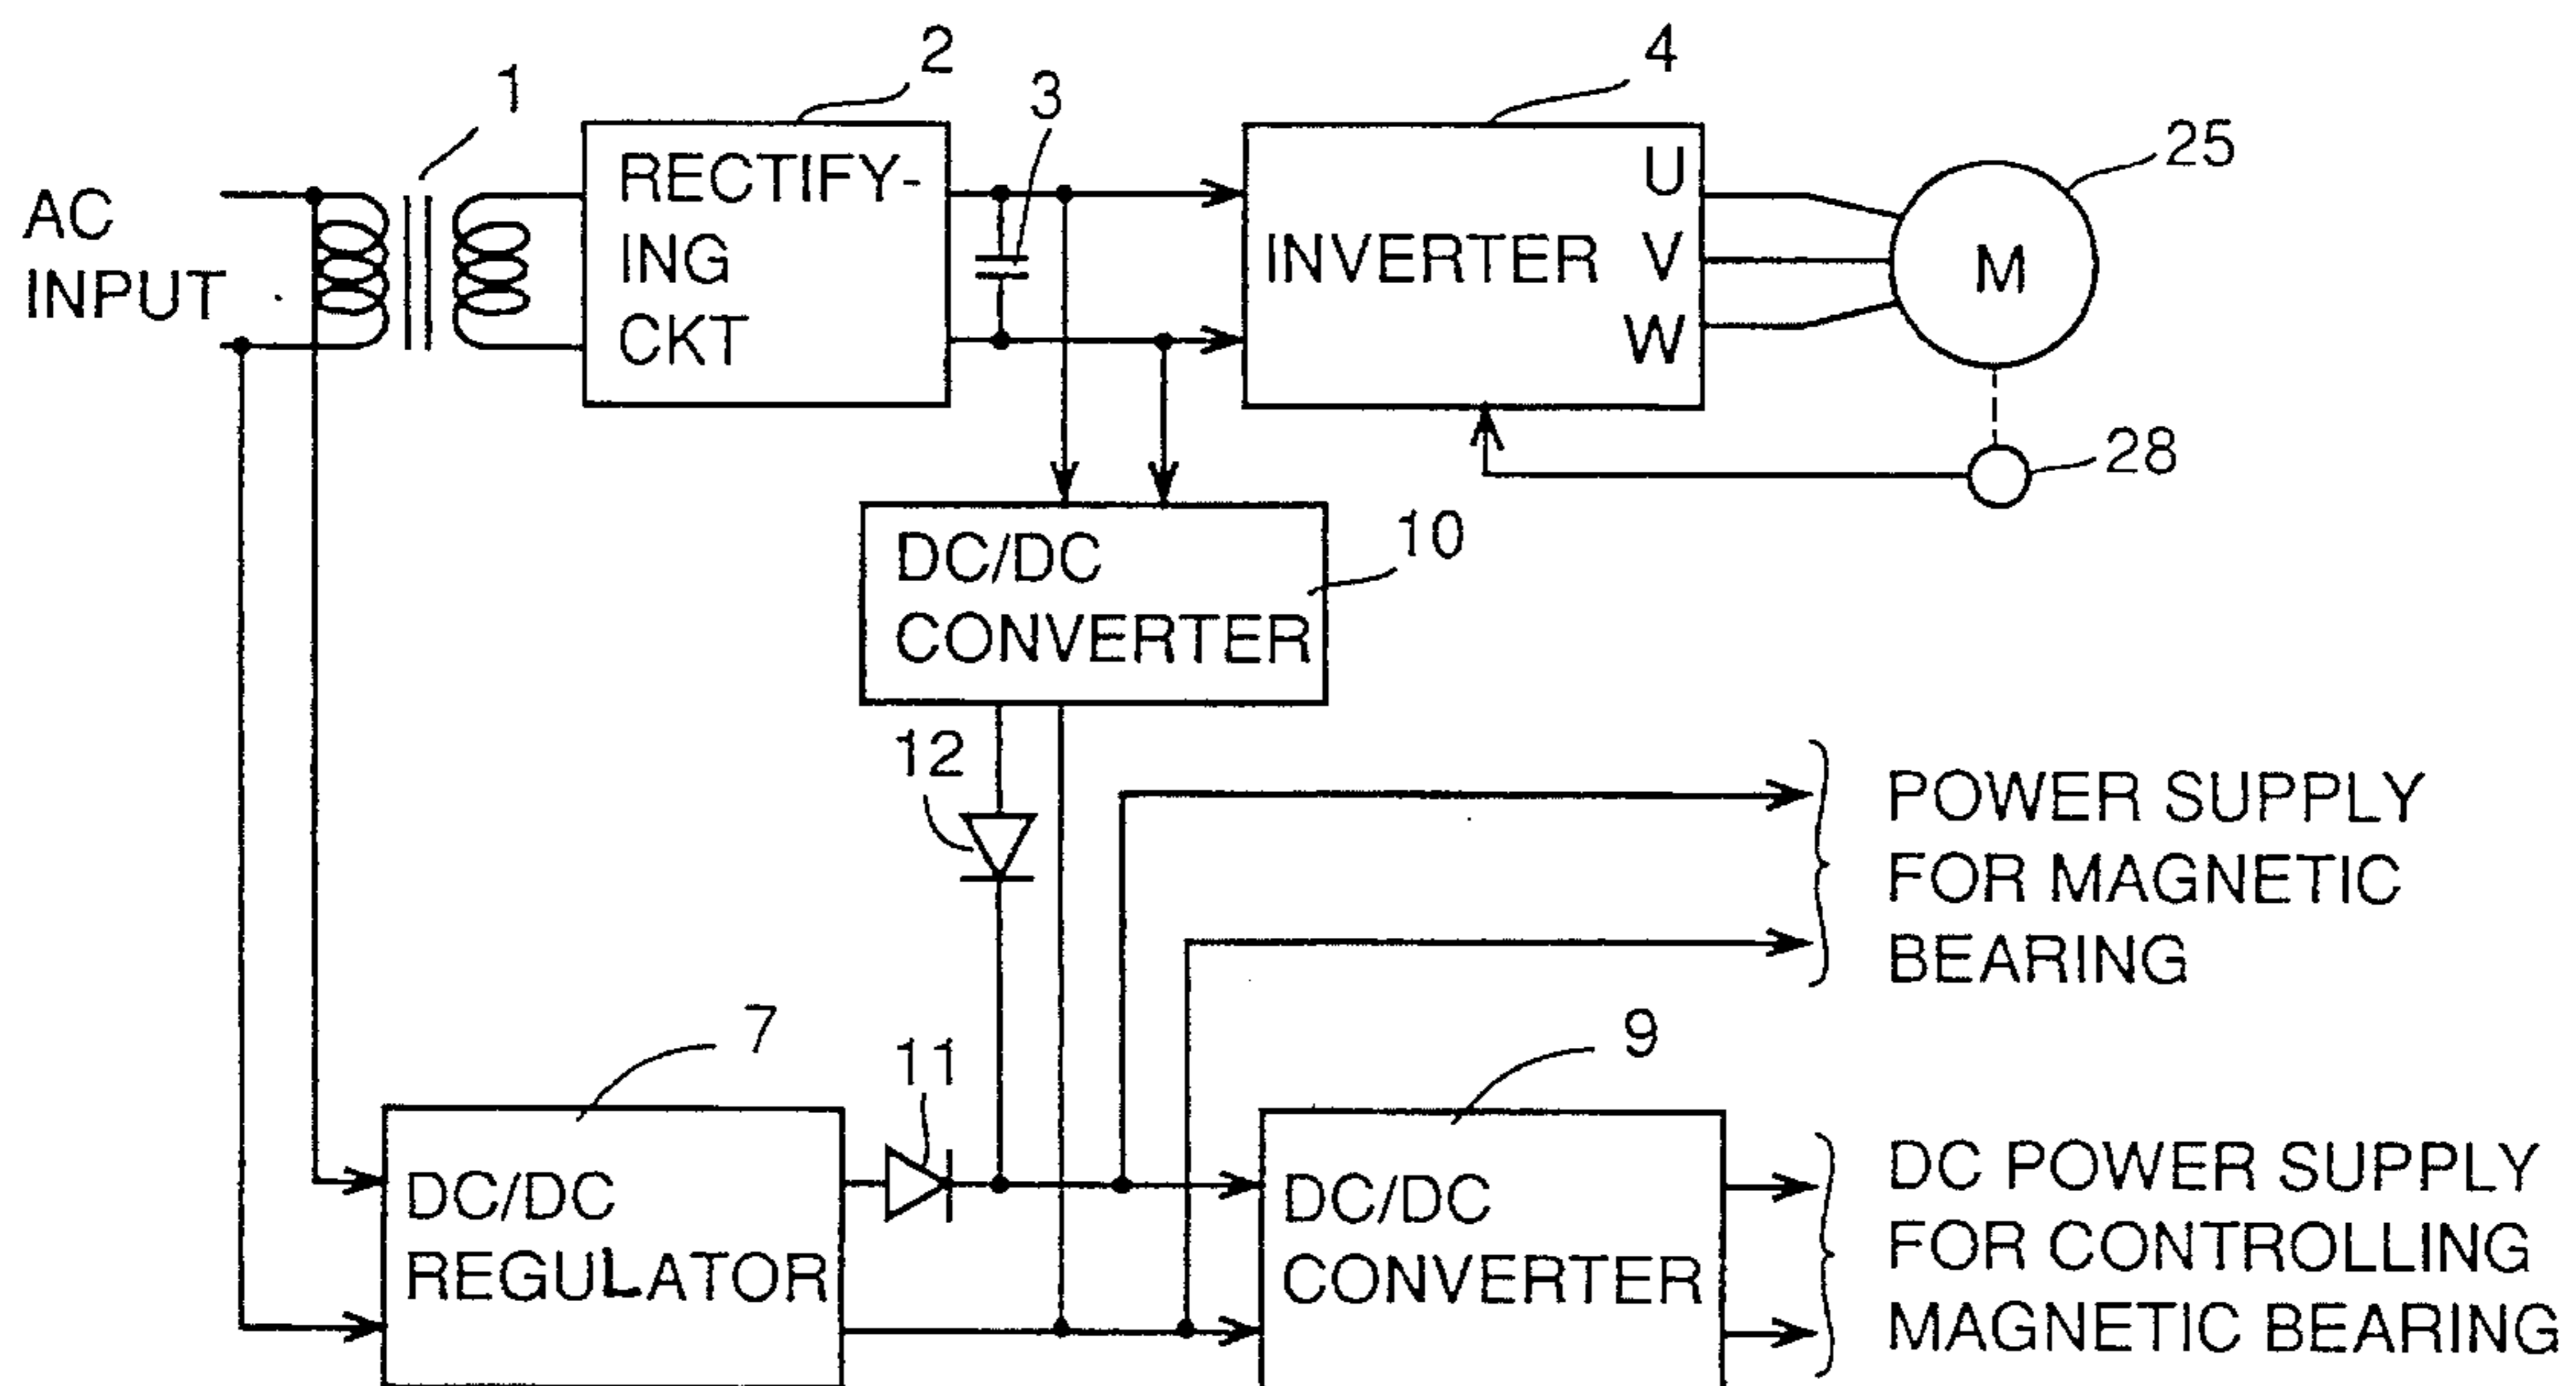 1
2
3
4
25
AC
INPUT
RECTIFY-
ING
CKT
INVERTER
U
V
W
M
28
DC/DC
CONVERTER
10
12
POWER SUPPLY
FOR MAGNETIC
BEARING
7
11
9
DC/DC
REGULATOR
DC/DC
CONVERTER
DC POWER SUPPLY
FOR CONTROLLING
MAGNETIC BEARING